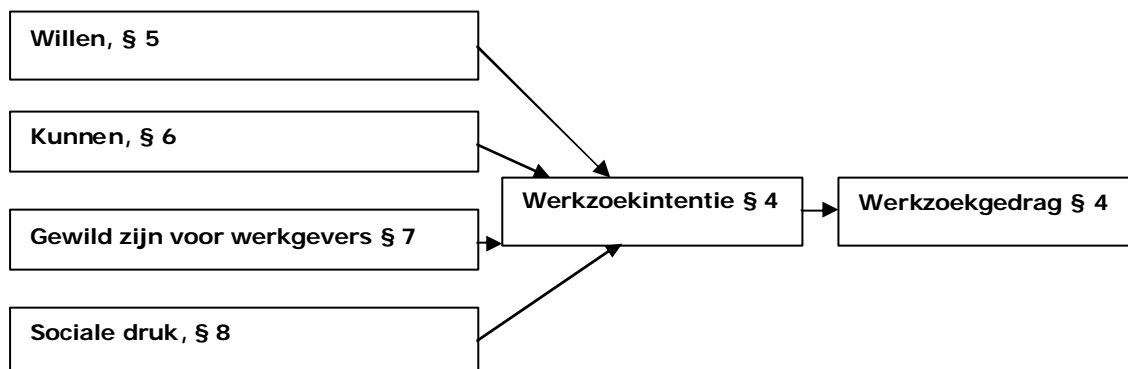 Willen, § 5
Kunnen, § 6
Werkzoekintentie § 4
Werkzoekgedrag § 4
Gewild zijn voor werkgevers § 7
Sociale druk, § 8